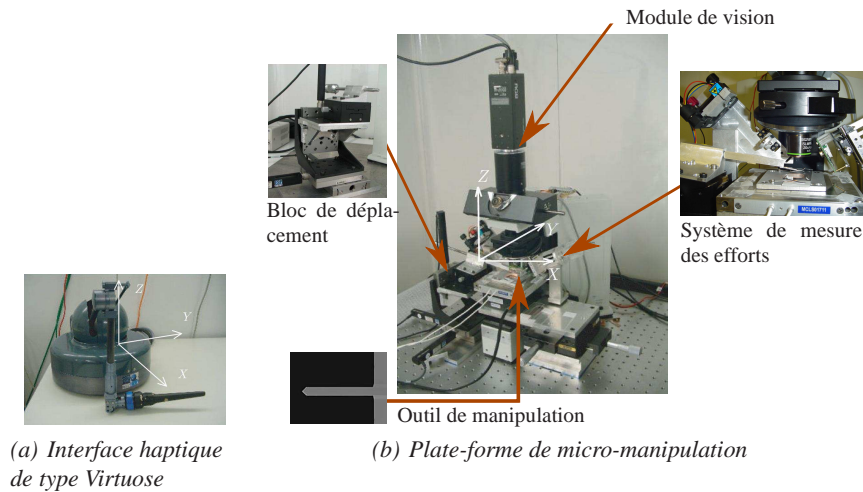 Module de vision
Bloc de dépla-
cement
Système de mesure
des efforts
MCL501711
Z
Y
X
Z
Y
X
Outil de manipulation
(a) Interface haptique
de type Virtuose
(b) Plate-forme de micro-manipulation